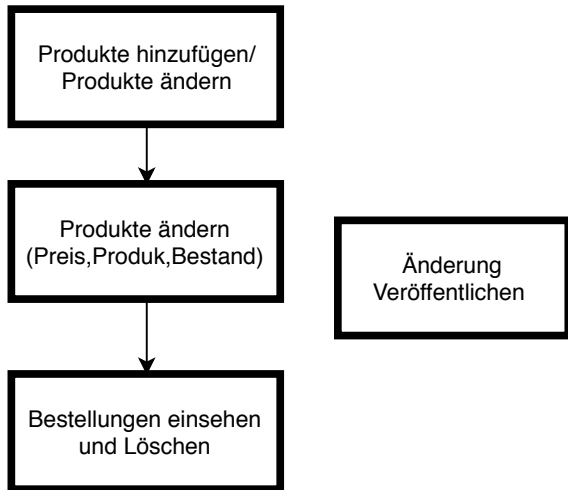 Produkte hinzufügen/
Produkte ändern
Produkte ändern
(Preis,Produk,Bestand)
Änderung
Veröffentlichen
Bestellungen einsehen
und Löschen